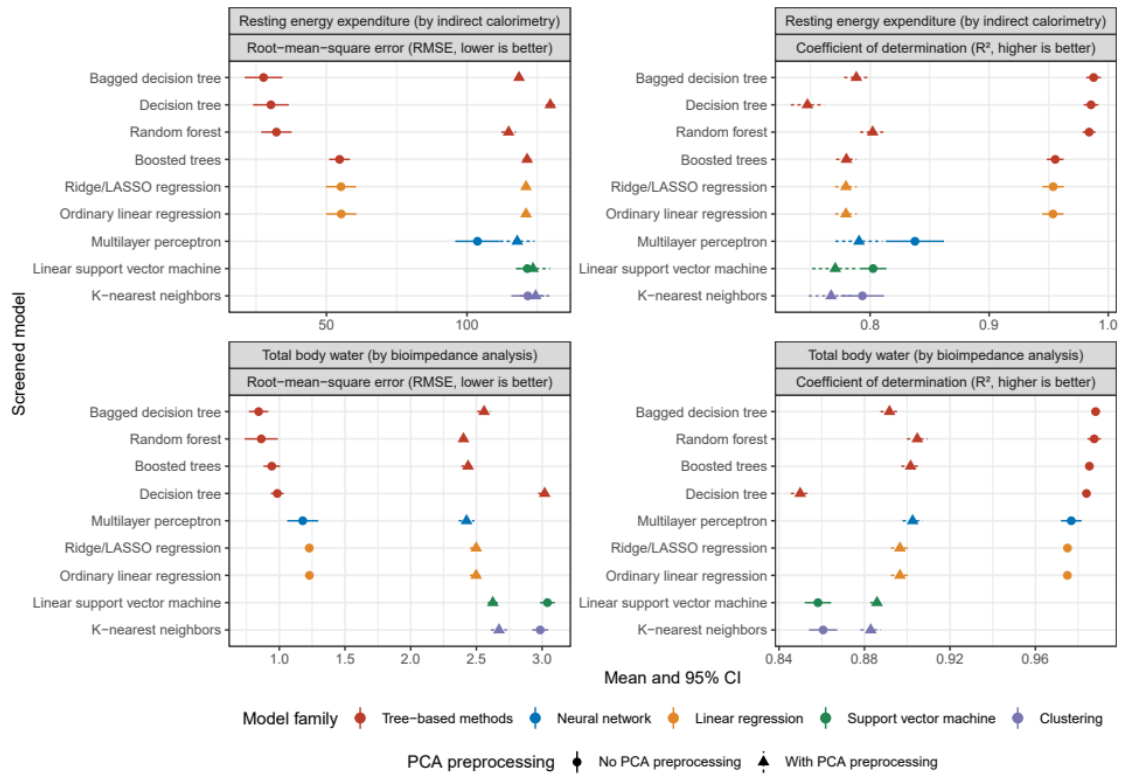 Resting energy expenditure (by indirect calorimetry)
Root−mean−square error (RMSE, lower is better)
Bagged decision tree
Decision tree
Random forest
Boosted trees
Ridge/LASSO regression
Ordinary linear regression
Multilayer perceptron
Linear support vector machine
K−nearest neighbors
50 100
Resting energy expenditure (by indirect calorimetry)
Coefficient of determination (R², higher is better)
Bagged decision tree
Decision tree
Random forest
Boosted trees
Ridge/LASSO regression
Ordinary linear regression
Multilayer perceptron
Linear support vector machine
K−nearest neighbors
0.8 0.9 1.0
Screened model
Total body water (by bioimpedance analysis)
Root−mean−square error (RMSE, lower is better)
Bagged decision tree
Random forest
Boosted trees
Decision tree
Multilayer perceptron
Ridge/LASSO regression
Ordinary linear regression
Linear support vector machine
K−nearest neighbors
1.0 1.5 2.0 2.5 3.0
Total body water (by bioimpedance analysis)
Coefficient of determination (R², higher is better)
Bagged decision tree
Random forest
Boosted trees
Decision tree
Multilayer perceptron
Ridge/LASSO regression
Ordinary linear regression
Linear support vector machine
K−nearest neighbors
0.84 0.88 0.92 0.96
Mean and 95% CI
Model family Tree−based methods Neural network Linear regression Support vector machine Clustering
PCA preprocessing No PCA preprocessing With PCA preprocessing